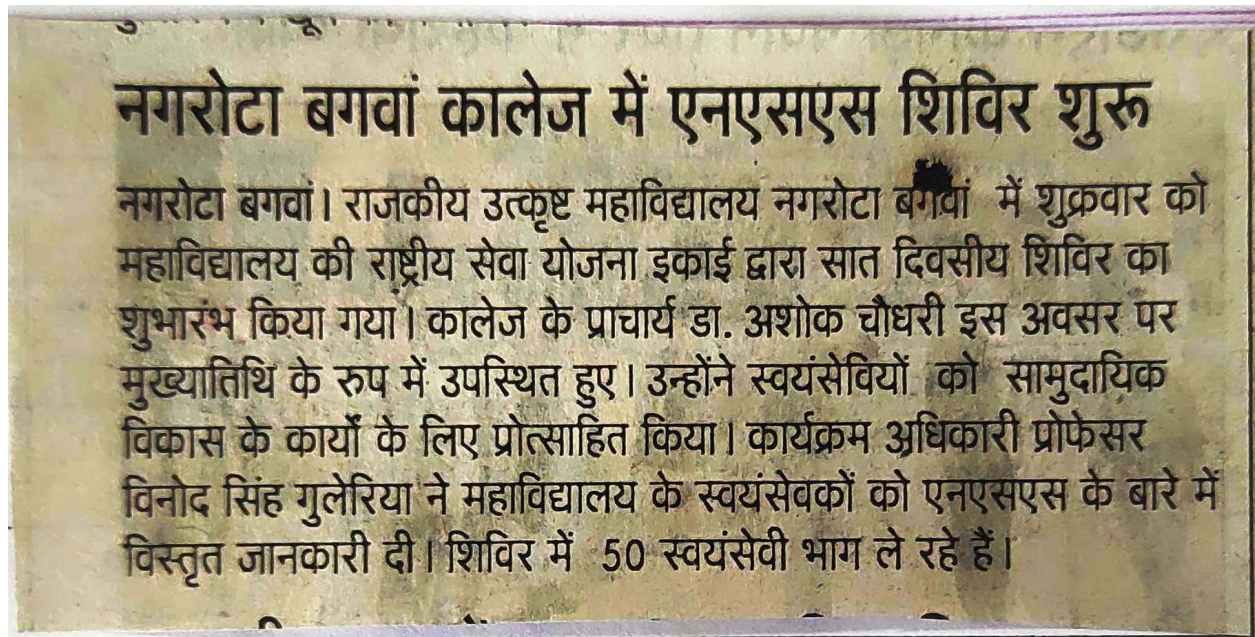 नगरोटा बगवां कालेज में एनएसएस शिविर शुरू
नगरोटा बगवां। राजकीय उत्कृष्ट महाविद्यालय नगरोटा बगवां में शुक्रवार को
महाविद्यालय की राष्ट्रीय सेवा योजना इकाई द्वारा सात दिवसीय शिविर का
शुभारंभ किया गया। कालेज के प्राचार्य डा. अशोक चौधरी इस अवसर पर
मुख्यातिथि के रुप में उपस्थित हुए। उन्होंने स्वयंसेवियों को सामुदायिक
विकास के कार्यो के लिए प्रोत्साहित किया। कार्यक्रम अधिकारी प्रोफेसर
विनोद सिंह गुलेरिया ने महाविद्यालय के स्वयंसेवकों को एनएसएस के बारे में
विस्तृत जानकारी दी। शिविर में 50 स्वयंसेवी भाग ले रहे हैं।